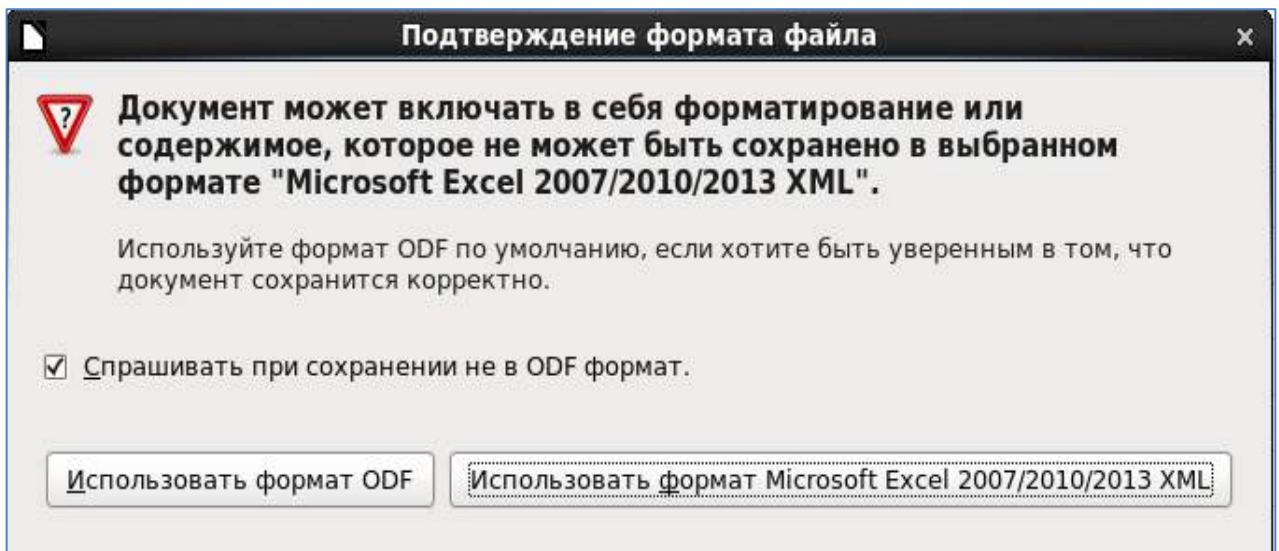 Подтверждение формата файла
Документ может включать в себя форматирование или
содержимое, которое не может быть сохранено в выбранном
формате "Microsoft Excel 2007/2010/2013 XML".
Используйте формат ODF по умолчанию, если хотите быть уверенным в том, что
документ сохранится корректно.
Спрашивать при сохранении не в ODF формат.
Использовать формат ODF
Использовать формат Microsoft Excel 2007/2010/2013 XML